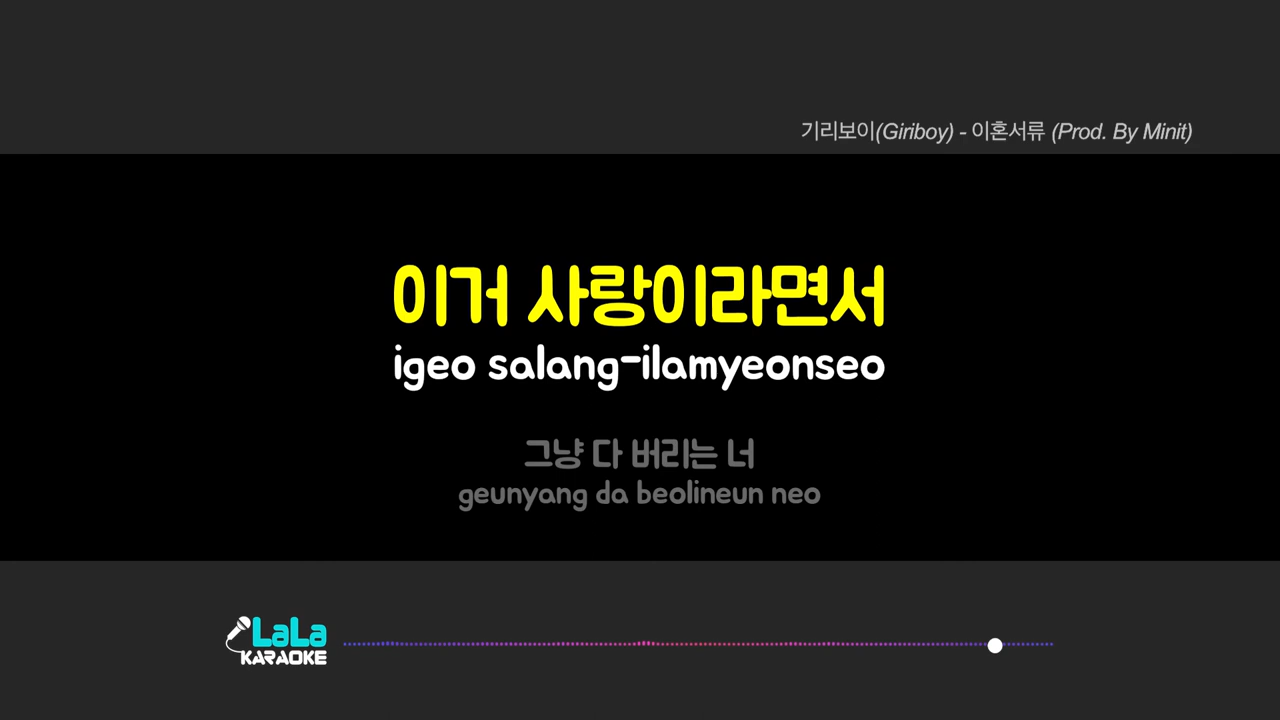 기리보이(Giriboy) - 이혼서류 (Prod. By Minit)
이거 사랑이라면서
igeo salang-ilamyeonseo
그냥 다 버리는 너
geunyang da beolineun neo
LaLa
KARAOKE